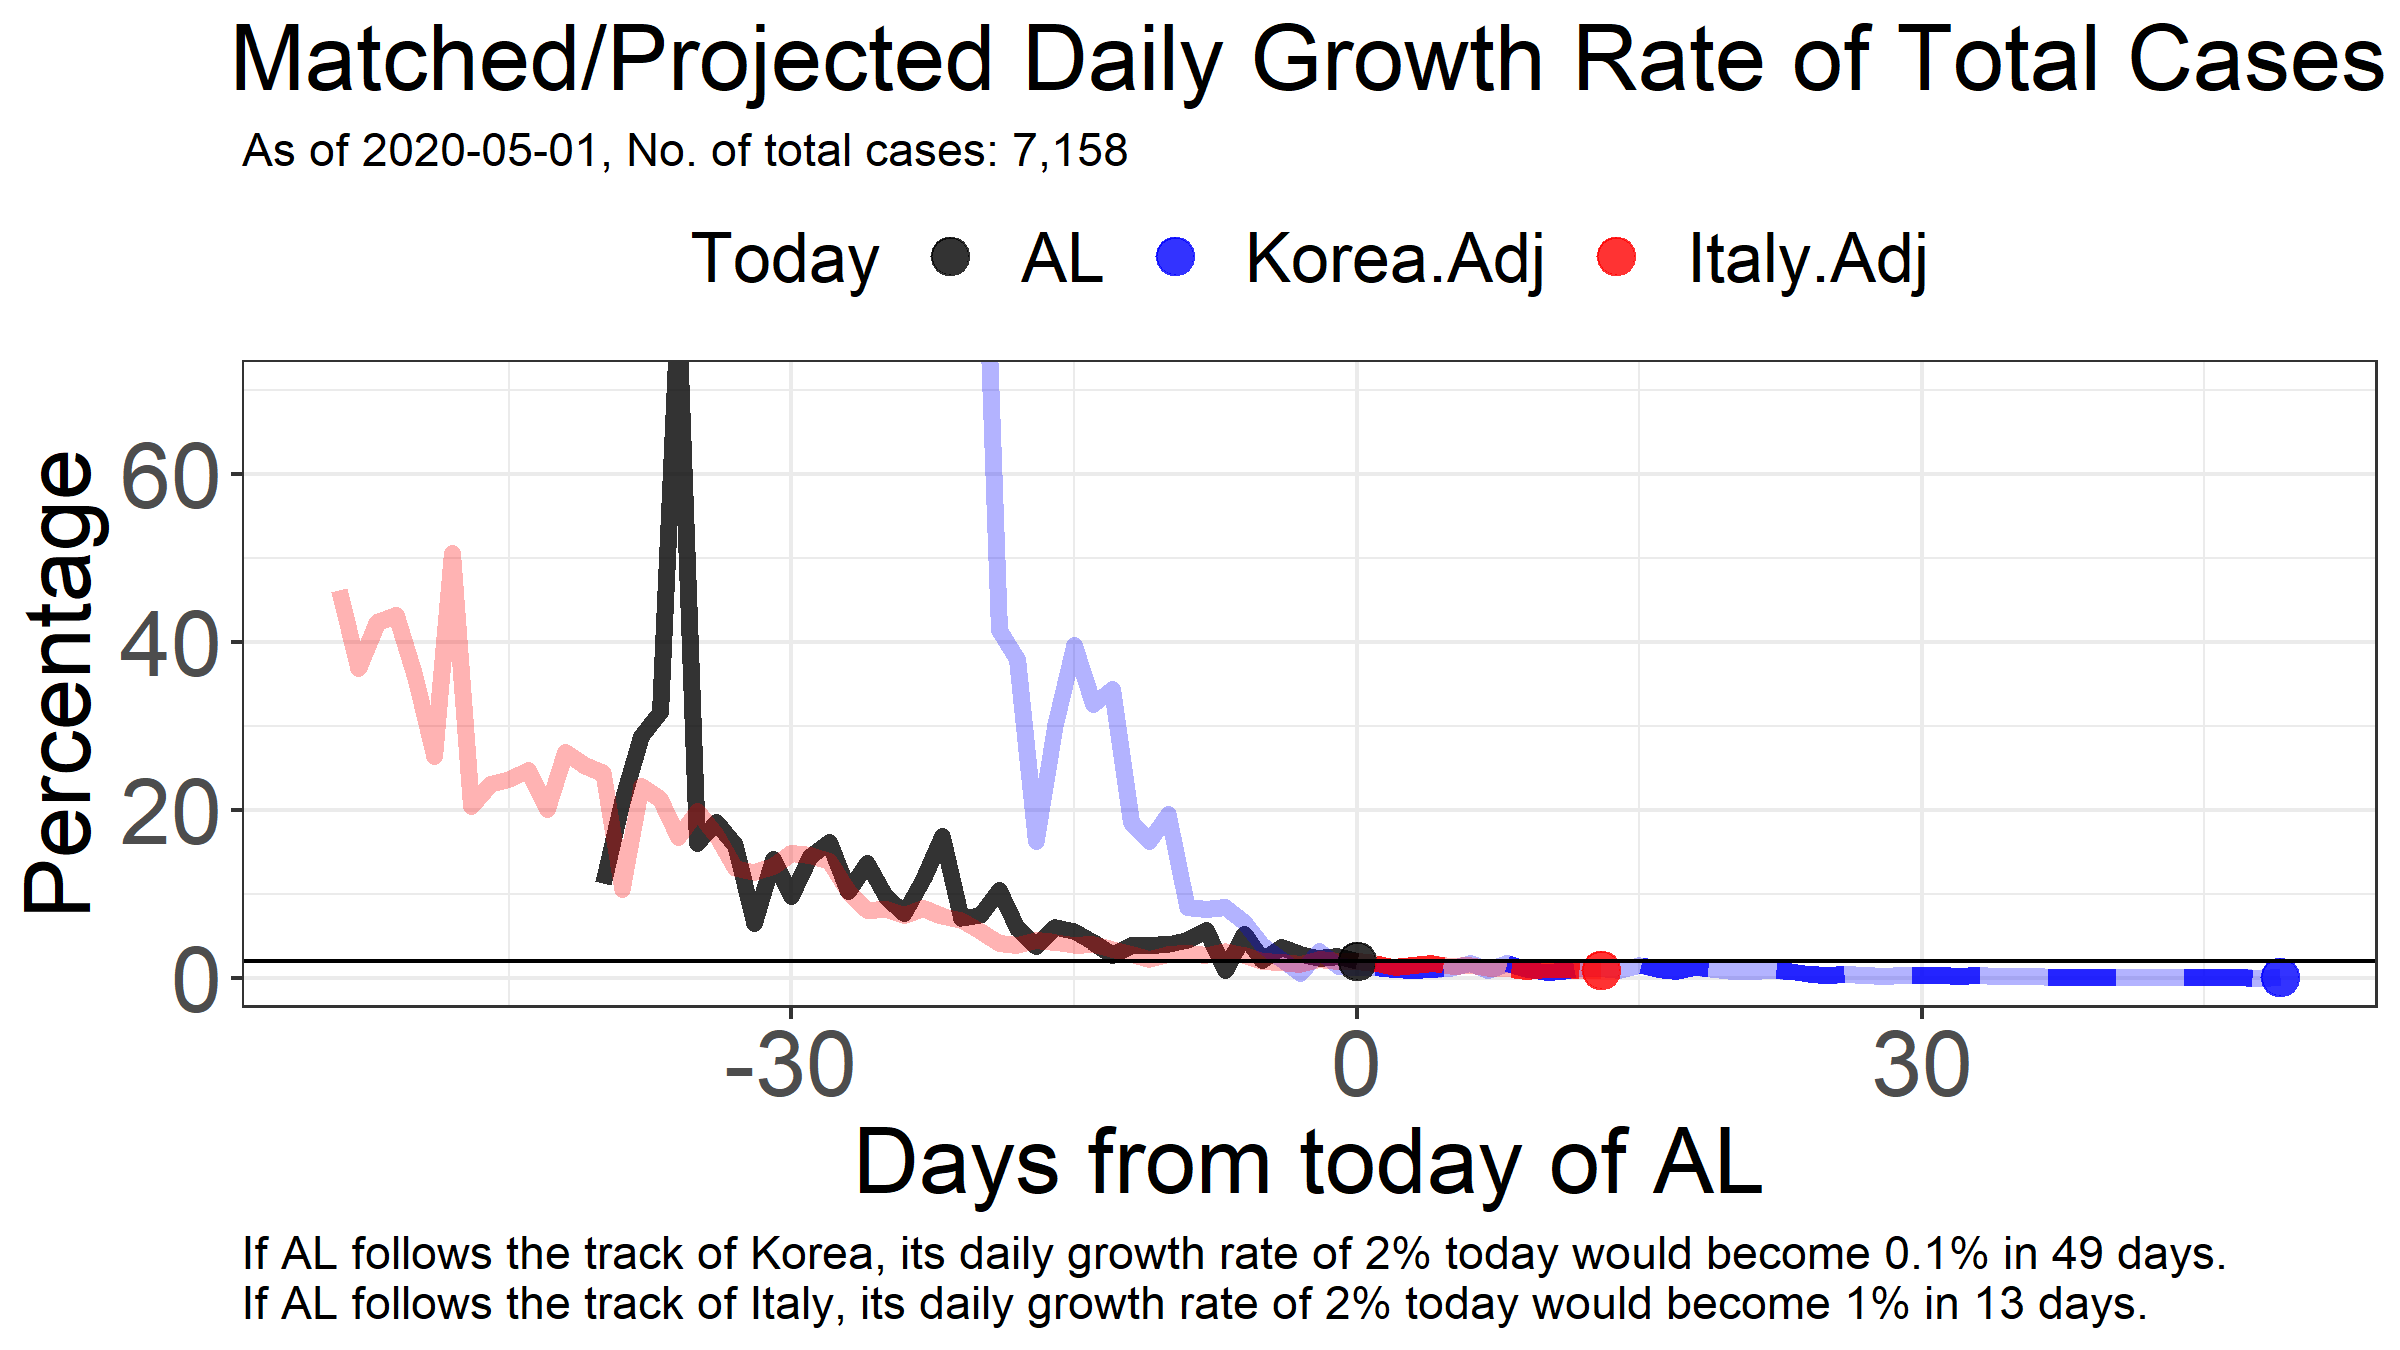 Matched/Projected Daily Growth Rate of Total Cases
As of 2020-05-01, No. of total cases: 7,158
Today AL Korea.Adj Italy.Adj
Percentage
60
40
20
0
-30 0 30
Days from today of AL
If AL follows the track of Korea, its daily growth rate of 2% today would become 0.1% in 49 days.
If AL follows the track of Italy, its daily growth rate of 2% today would become 1% in 13 days.